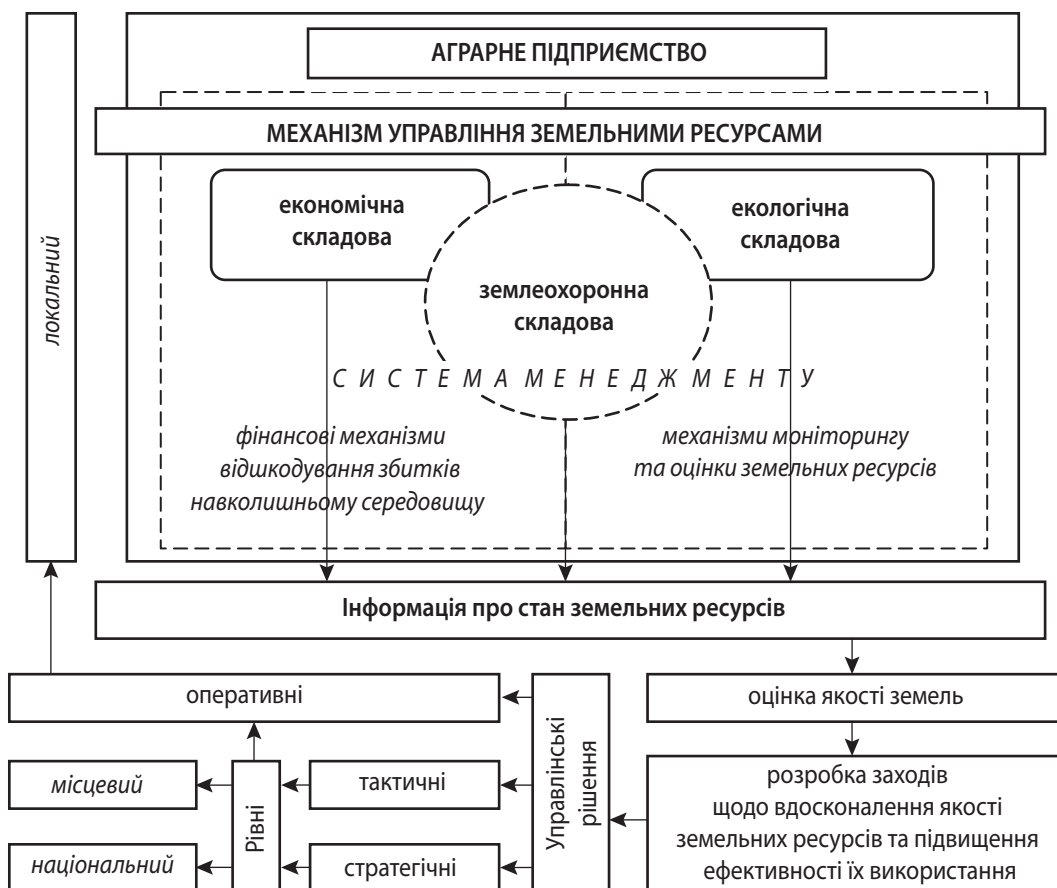 АГРАРНЕ ПІДПРИЄМСТВО
МЕХАНІЗМ УПРАВЛІННЯ ЗЕМЕЛЬНИМИ РЕСУРСАМИ
локальний
економічна
складова
екологічна
складова
землеохоронна
складова
С И С Т Е М А М Е Н Е Д Ж М Е Н Т У
фінансові механізми
відшкодування збитків
навколишньому середовищу
механізми моніторингу
та оцінки земельних ресурсів
Інформація про стан земельних ресурсів
оперативні
оцінка якості земель
Управлінські
рішення
місцевий
Рівні
тактичні
розробка заходів
щодо вдосконалення якості
земельних ресурсів та підвищення
ефективності їх використання
національний
стратегічні